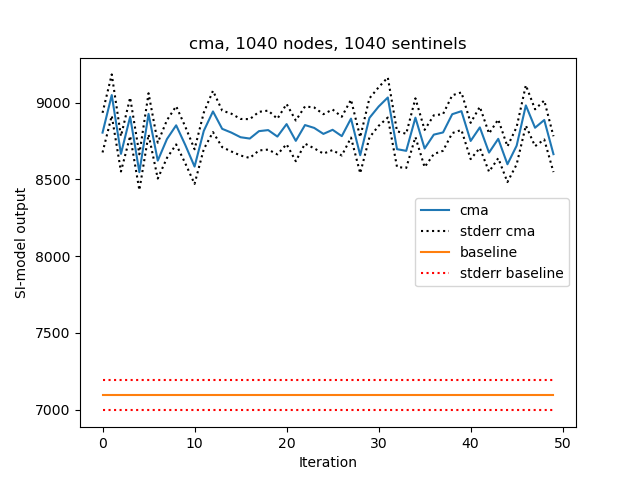 cma, 1040 nodes, 1040 sentinels
SI-model output
9000
8500
8000
7500
7000
cma
stderr cma
baseline
stderr baseline
0
10
20
30
40
50
Iteration